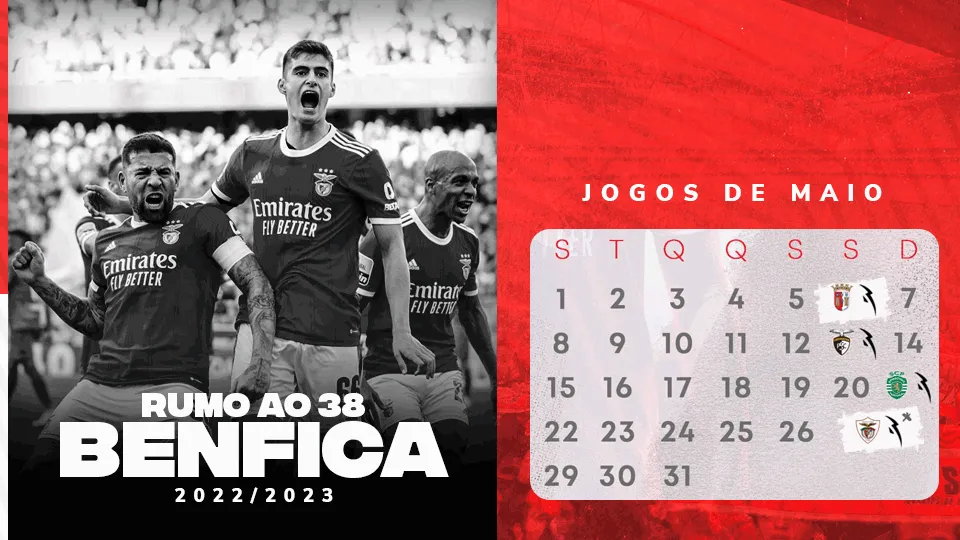 Emirates
FLY BETTER
Emirates
FLY BETTER
Emirates
FLY BETTER
66
RUMO AO 38
BENFICA
2022/2023
JOGOS DE MAIO
S T Q Q S S D
1 2 3 4 5 7
8 9 10 11 12 14
15 16 17 18 19 20 SCP
22 23 24 25 26
29 30 31